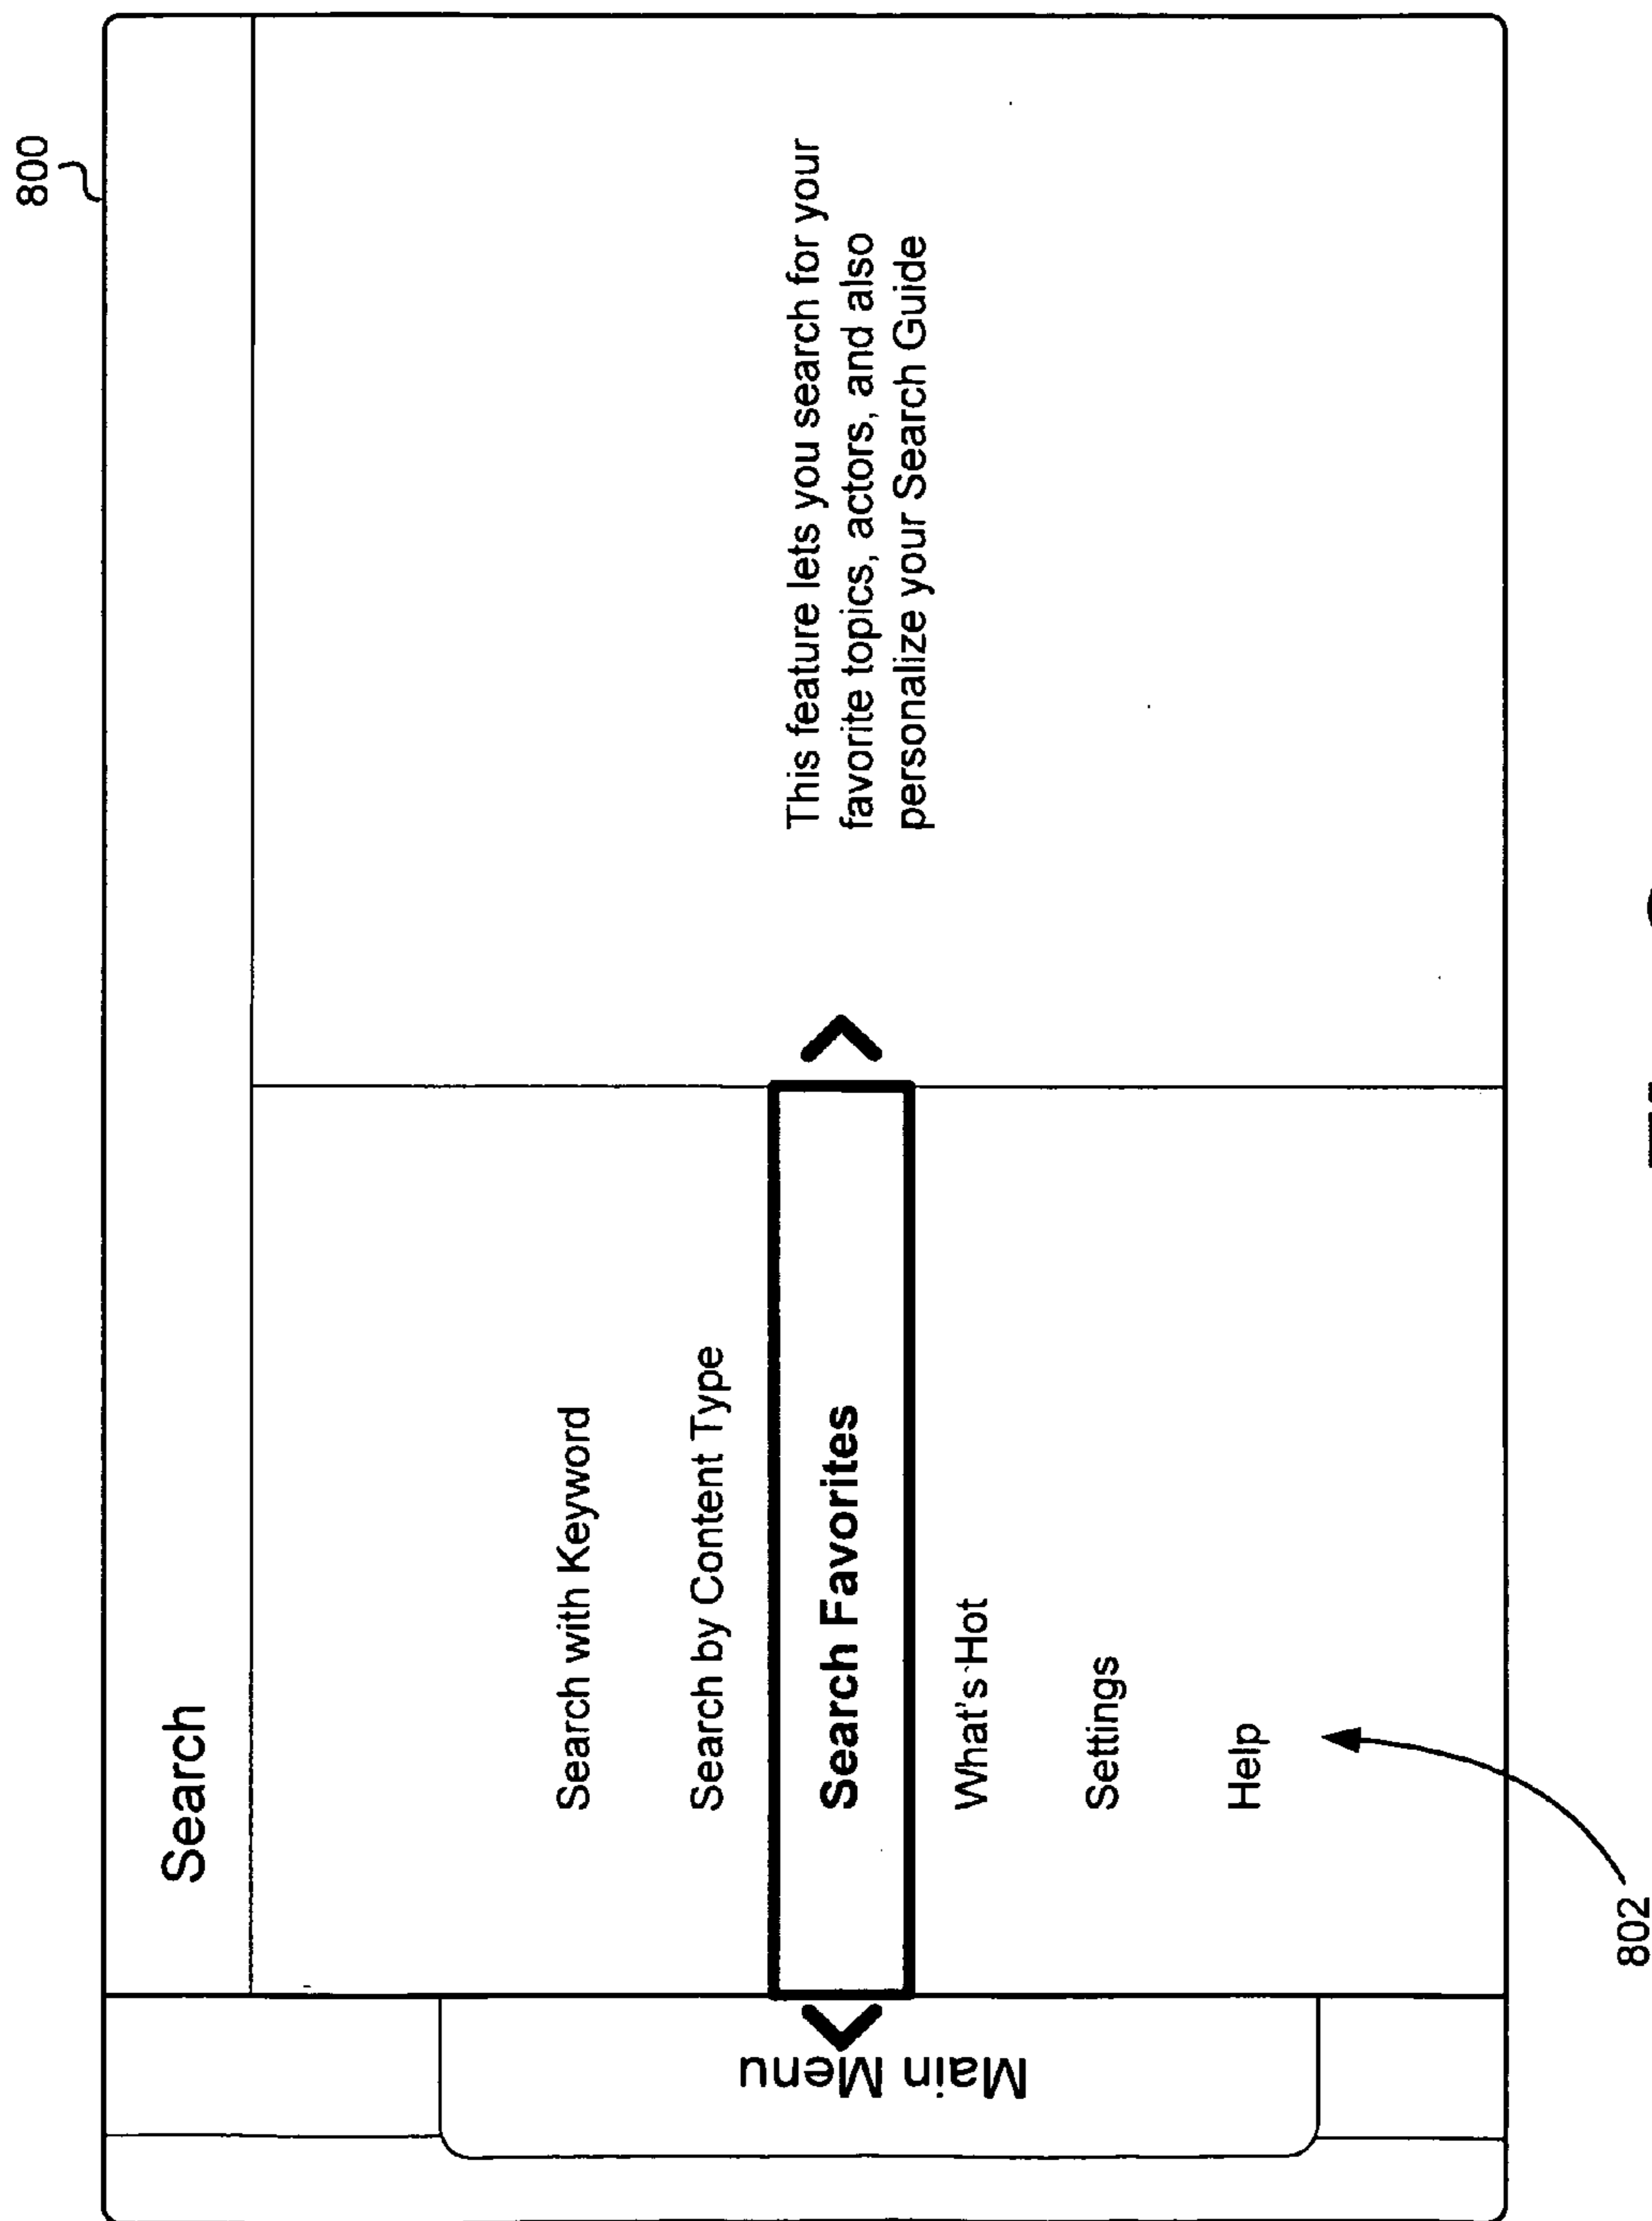 800
Search
Main Menu
Search with Keyword
Search by Content Type
Search Favorites
What's Hot
Settings
Help
This feature lets you search for your
favorite topics, actors, and also
personalize your Search Guide
802